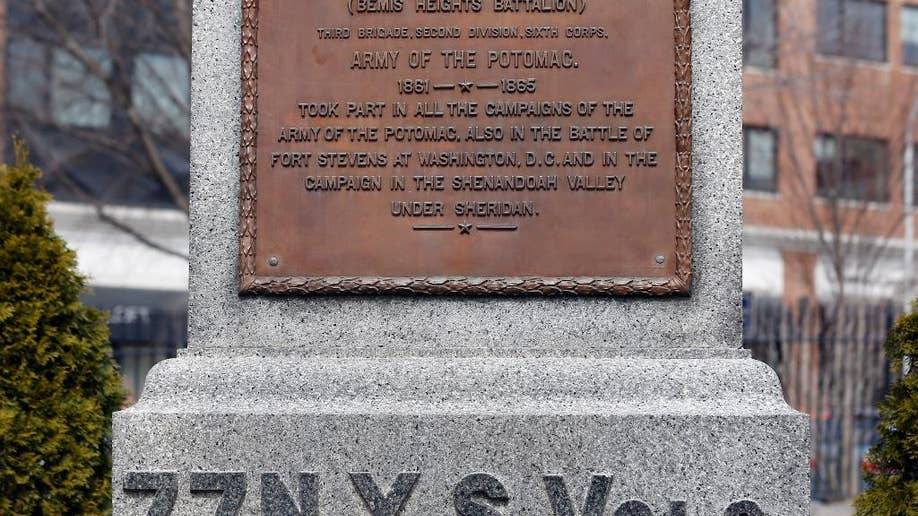 (BEMIS HEIGHTS BATTALION)
THIRD BRIGADE, SECOND DIVISION, SIXTH CORPS,
ARMY OF THE POTOMAC.
1861—★—1865
TOOK PART IN ALL THE CAMPAIGNS OF THE
ARMY OF THE POTOMAC, ALSO IN THE BATTLE OF
FORT STEVENS AT WASHINGTON, D.C. AND IN THE
CAMPAIGN IN THE SHENANDOAH VALLEY
UNDER SHERIDAN.
—★—
77 N.Y.S. VOLS.